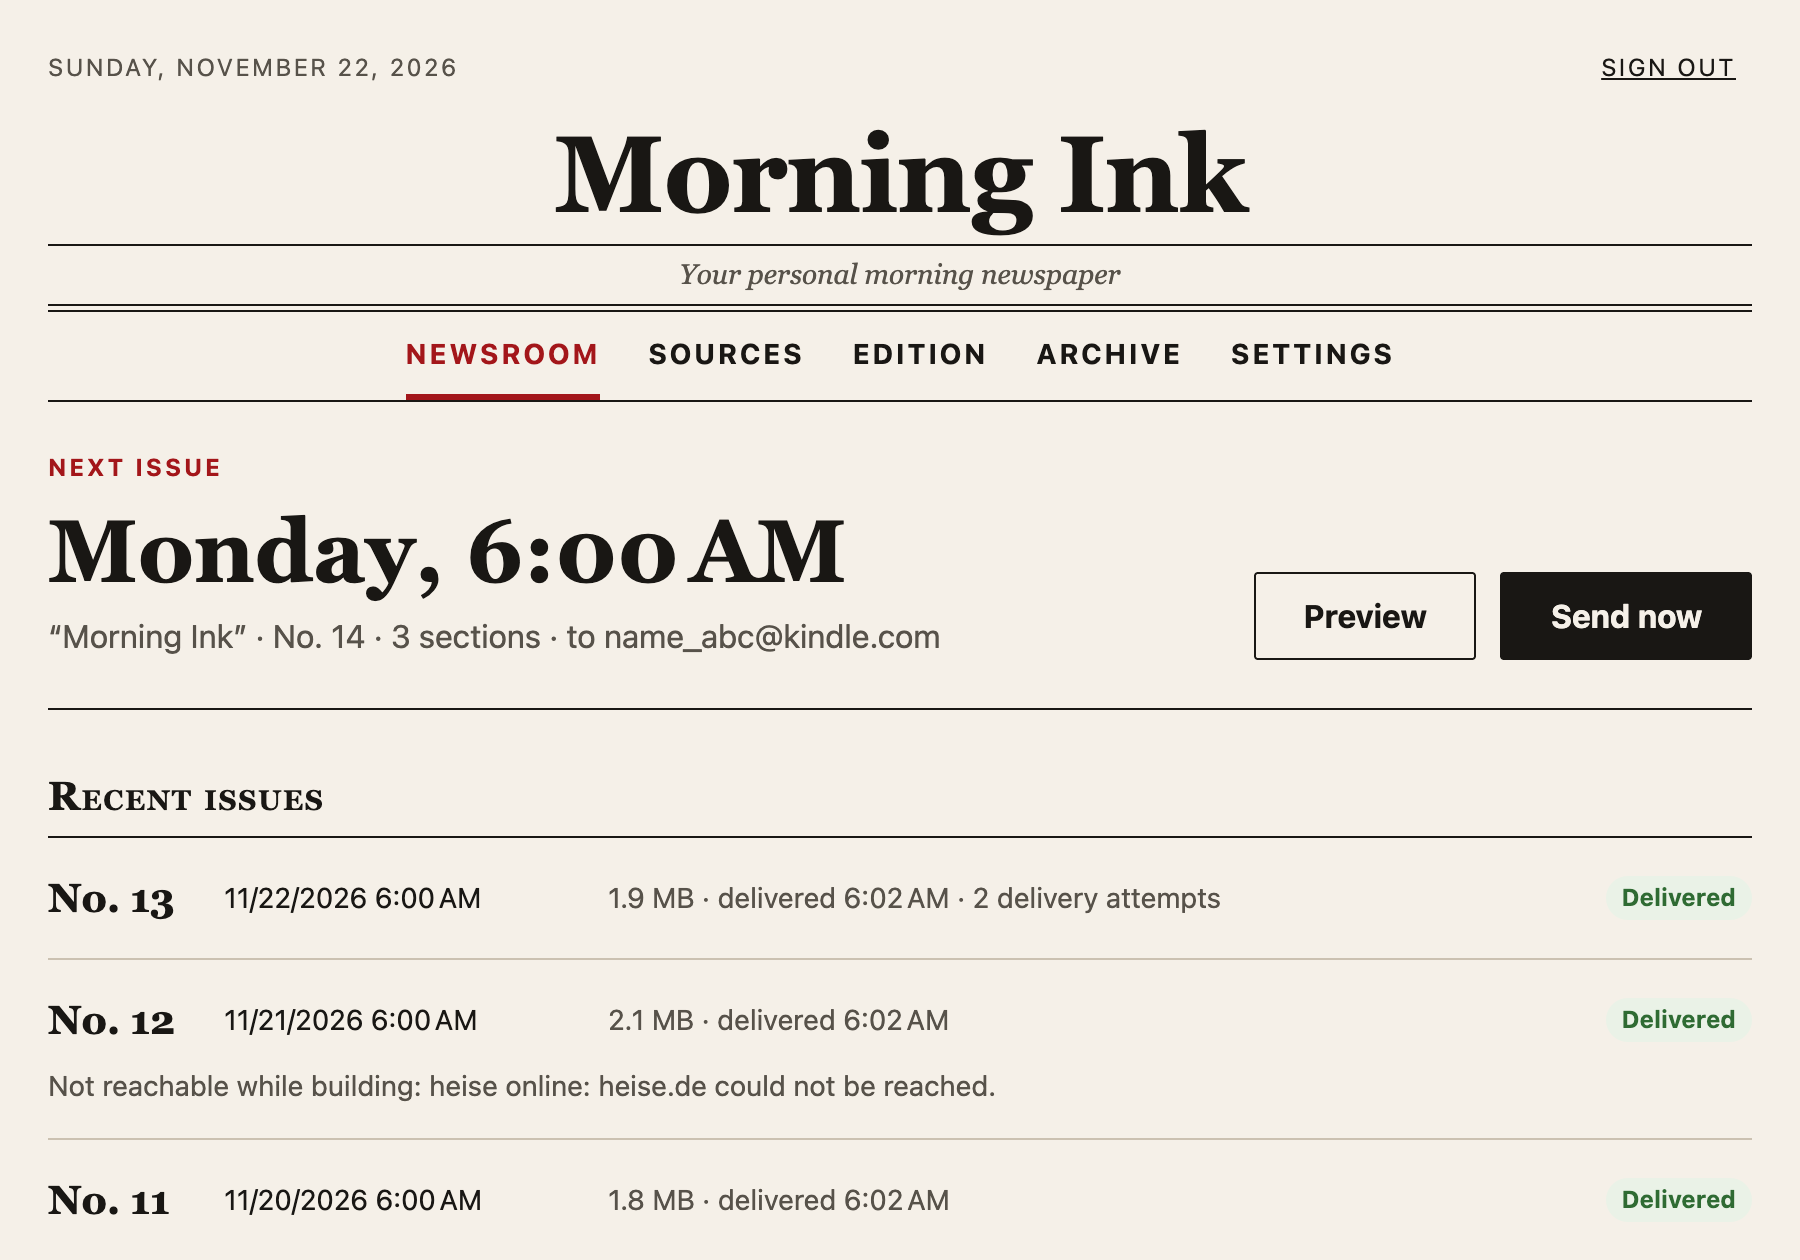 SUNDAY, NOVEMBER 22, 2026
SIGN OUT
Morning Ink
Your personal morning newspaper
NEWSROOM SOURCES EDITION ARCHIVE SETTINGS
NEXT ISSUE
Monday, 6:00 AM
“Morning Ink” · No. 14 · 3 sections · to name_abc@kindle.com
Preview
Send now
Recent issues
No. 13 11/22/2026 6:00 AM 1.9 MB · delivered 6:02 AM · 2 delivery attempts Delivered
No. 12 11/21/2026 6:00 AM 2.1 MB · delivered 6:02 AM Delivered
Not reachable while building: heise online: heise.de could not be reached.
No. 11 11/20/2026 6:00 AM 1.8 MB · delivered 6:02 AM Delivered